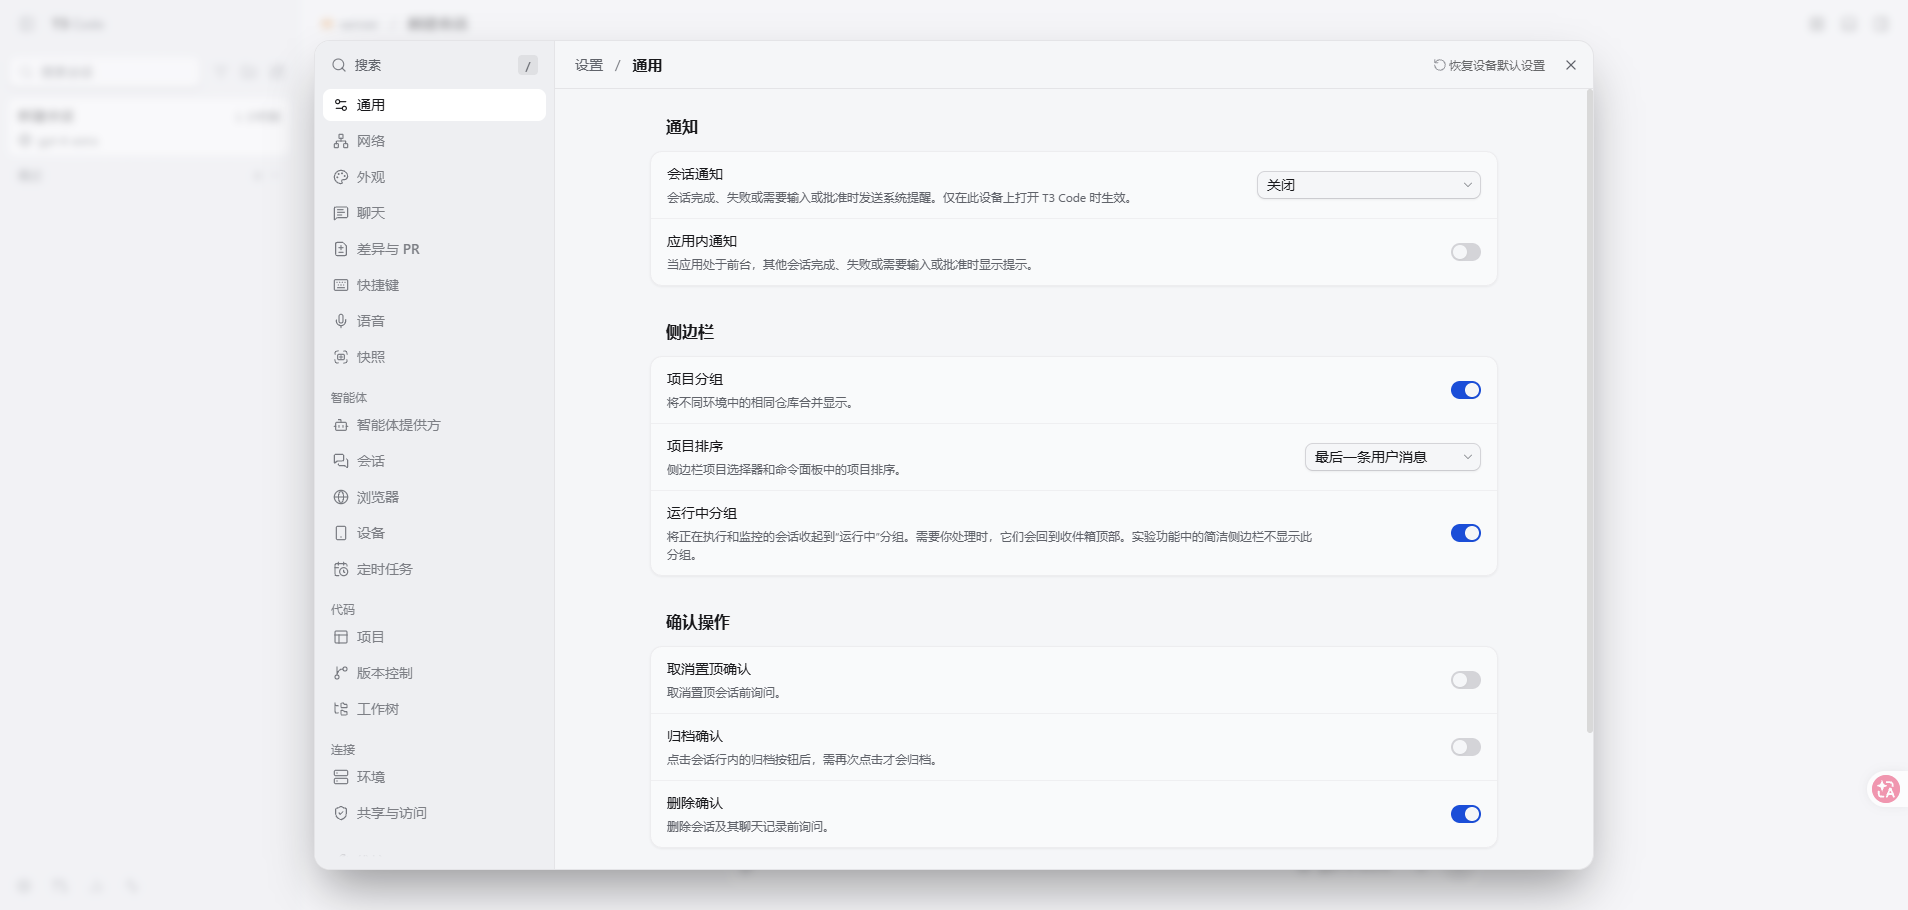 搜索
/
通用
网络
外观
聊天
差异与 PR
快捷键
语音
快照
智能体
智能体提供方
会话
浏览器
设备
定时任务
代码
项目
版本控制
工作树
连接
环境
共享与访问
设置 / 通用
恢复设备默认设置
通知
会话通知
会话完成、失败或需要输入或批准时发送系统提醒。仅在此设备上打开 T3 Code 时生效。
关闭
应用内通知
当应用处于前台，其他会话完成、失败或需要输入或批准时显示提示。
侧边栏
项目分组
将不同环境中的相同仓库合并显示。
项目排序
侧边栏项目选择器和命令面板中的项目排序。
最后一条用户消息
运行中分组
将正在执行和监控的会话收起到“运行中”分组。需要你处理时，它们会回到收件箱顶部。实验功能中的简洁侧边栏不显示此
分组。
确认操作
取消置顶确认
取消置顶会话前询问。
归档确认
点击会话行内的归档按钮后，需再次点击才会归档。
删除确认
删除会话及其聊天记录前询问。